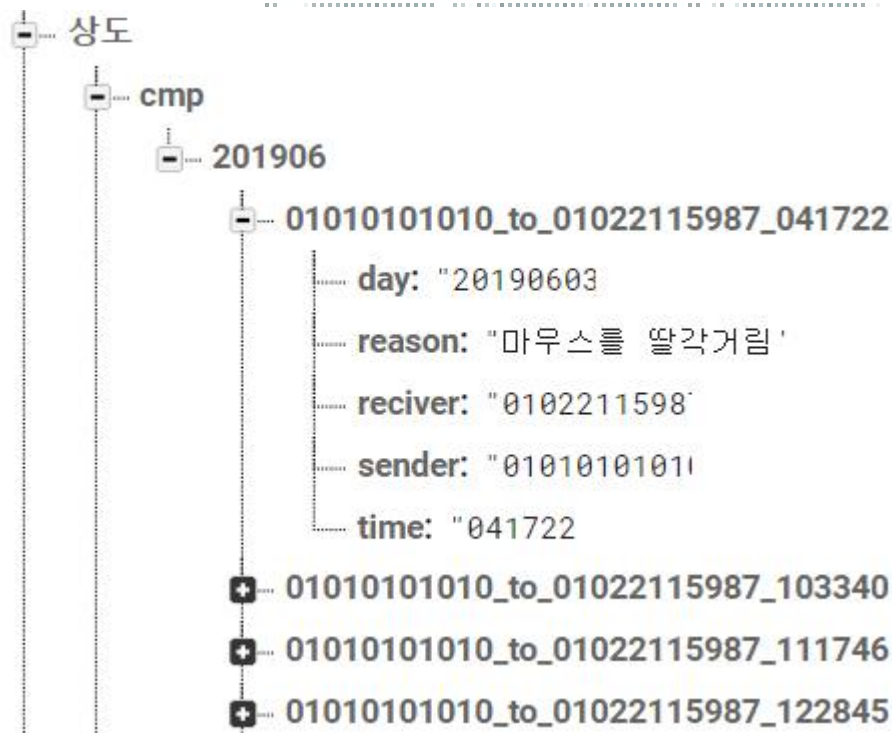 상도
cmp
201906
01010101010_to_01022115987_041722
day: "20190603
reason: "마우스를 딸각거림'
reciver: "0102211598
sender: "0101010101
time: "041722
01010101010_to_01022115987_103340
01010101010_to_01022115987_111746
01010101010_to_01022115987_122845